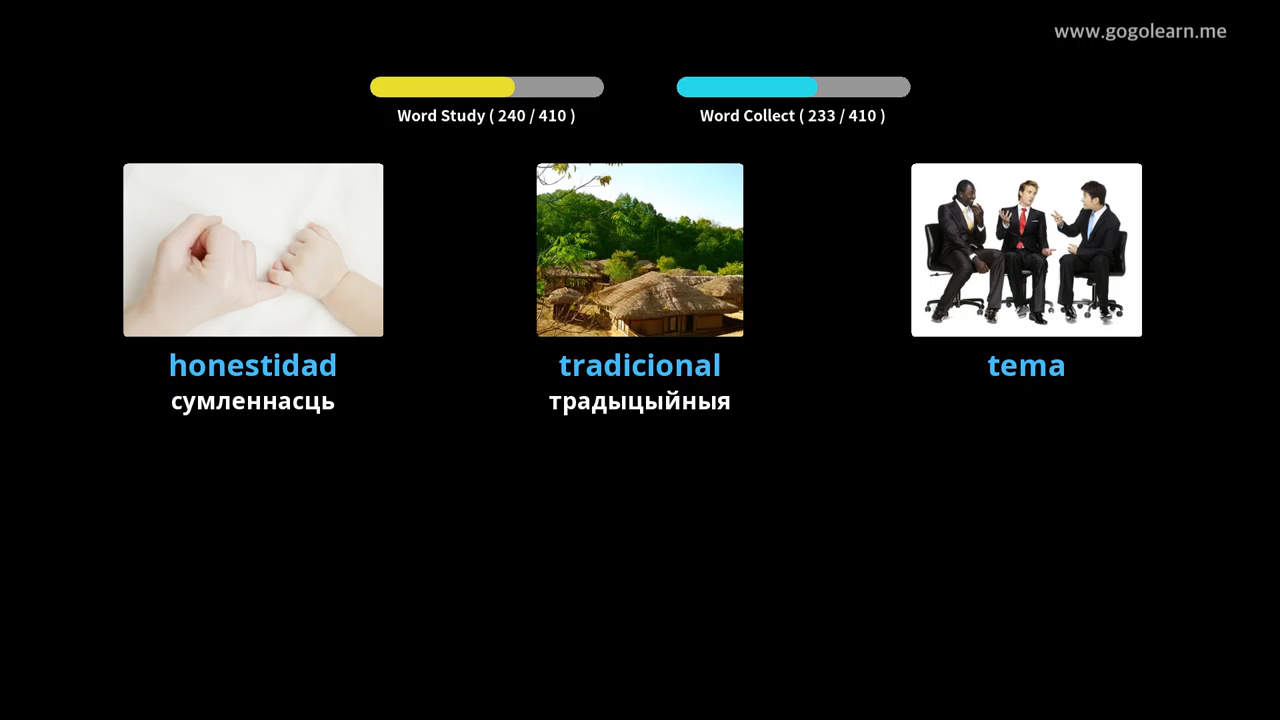 www.gogolearn.me
Word Study ( 240 / 410 )
Word Collect ( 233 / 410 )
honestidad
сумленнасць
tradicional
традыцыйныя
tema